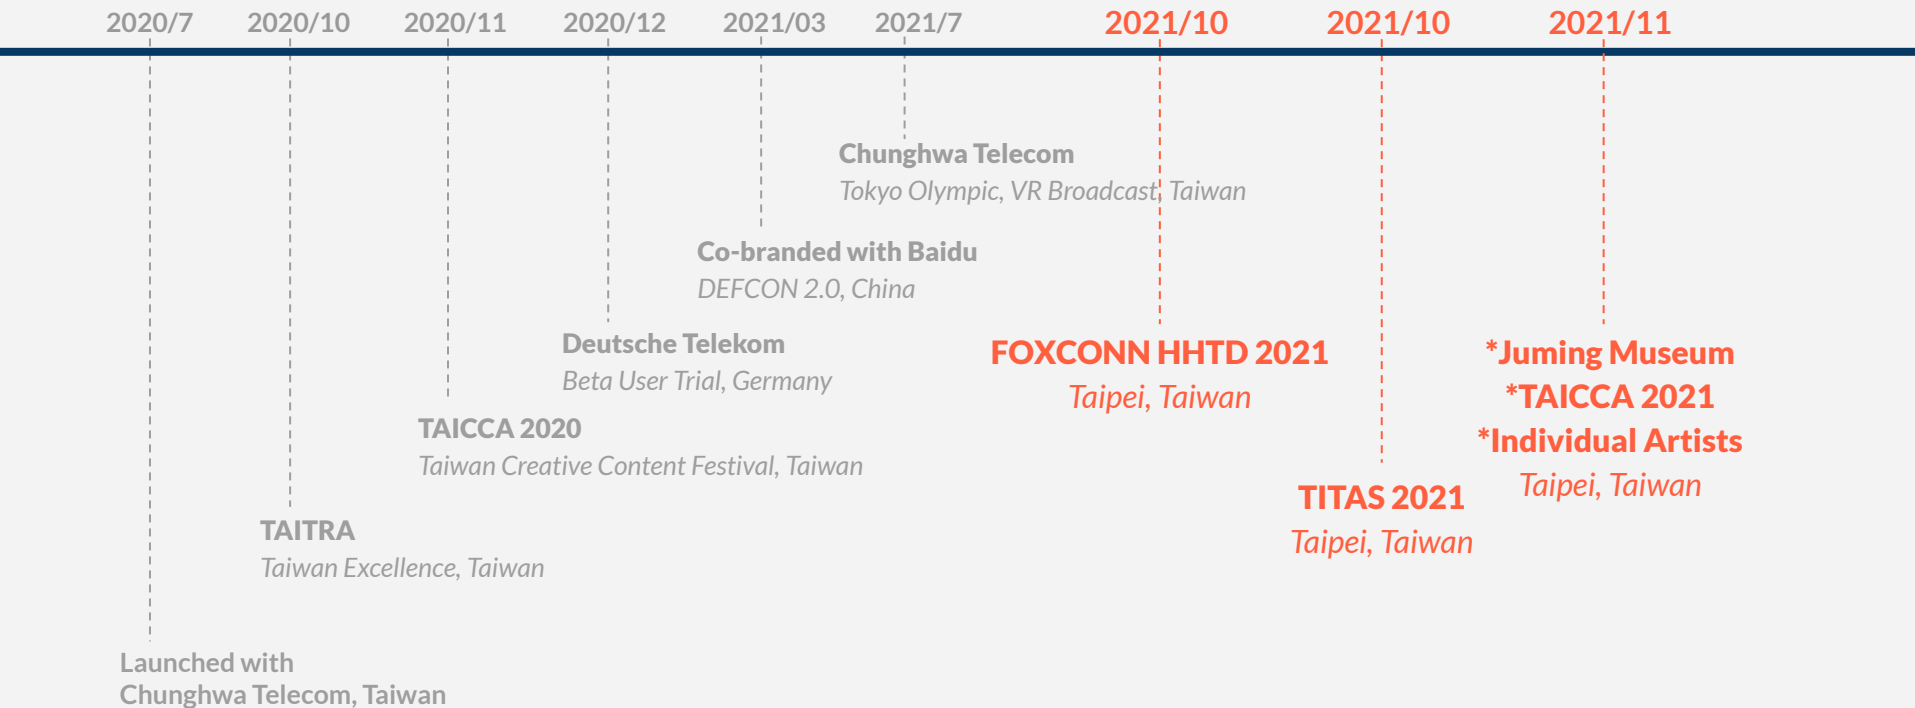 2020/7
2020/10
2020/11
2020/12
2021/03
2021/7
2021/10
2021/10
2021/11
Chunghwa Telecom
Tokyo Olympic, VR Broadcast, Taiwan
Co-branded with Baidu
DEFCON 2.0, China
Deutsche Telekom
Beta User Trial, Germany
TAICCA 2020
Taiwan Creative Content Festival, Taiwan
TAITRA
Taiwan Excellence, Taiwan
Launched with
Chunghwa Telecom, Taiwan
FOXCONN HHTD 2021
Taipei, Taiwan
TITAS 2021
Taipei, Taiwan
*Juming Museum
*TAICCA 2021
*Individual Artists
Taipei, Taiwan